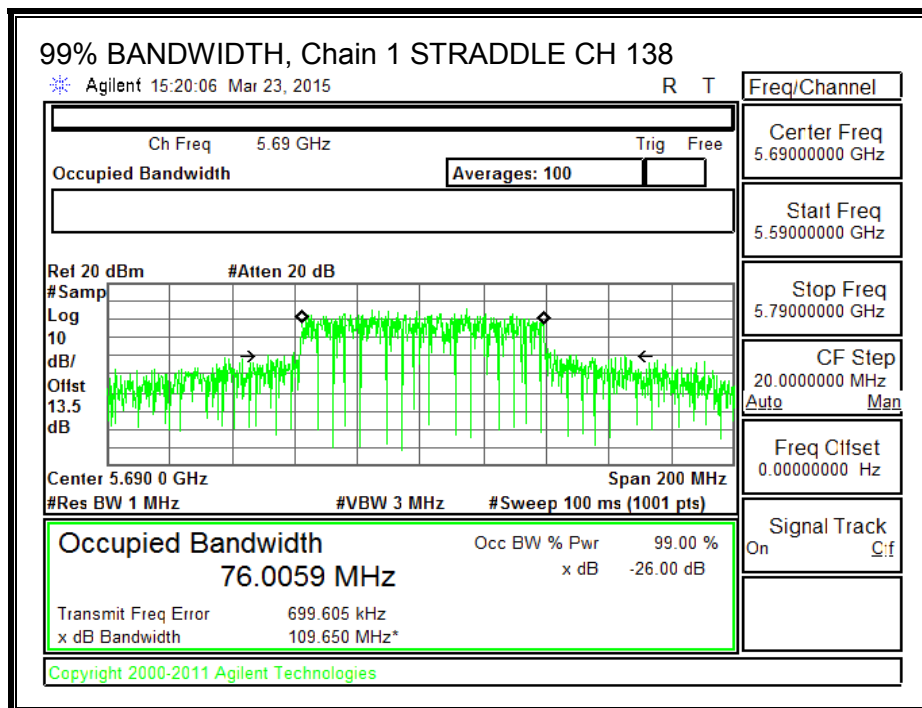 99% BANDWIDTH, Chain 1 STRADDLE CH 138
Agilent 15:20:06 Mar 23, 2015 R T
Ch Freq 5.69 GHz Trig Free
Occupied Bandwidth Averages: 100
Ref 20 dBm #Atten 20 dB
#Samp
Log
10
dB/
Offst
13.5
dB
Center 5.690 0 GHz Span 200 MHz
#Res BW 1 MHz #VBW 3 MHz #Sweep 100 ms (1001 pts)
Occupied Bandwidth
76.0059 MHz
Occ BW % Pwr 99.00 %
x dB -26.00 dB
Transmit Freq Error 699.605 kHz
x dB Bandwidth 109.650 MHz*
Copyright 2000-2011 Agilent Technologies
Freq/Channel
Center Freq
5.69000000 GHz
Start Freq
5.59000000 GHz
Stop Freq
5.79000000 GHz
CF Step
20.0000000 MHz
Auto Man
Freq Offset
0.00000000 Hz
Signal Track
On Off